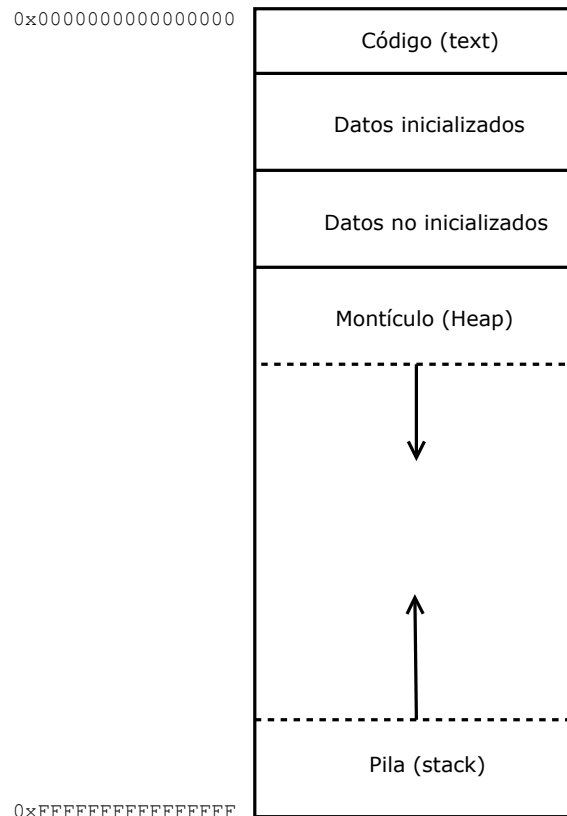 0x0000000000000000
Código (text)
Datos inicializados
Datos no inicializados
Montículo (Heap)
Pila (stack)
0xFFFFFFFFFFFFFFFF